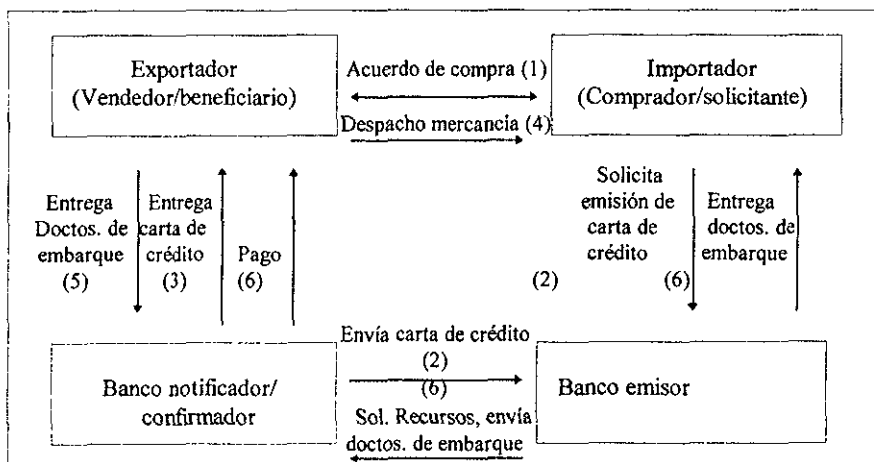 Exportador
(Vendedor/beneficiario)
Acuerdo de compra (1)
Despacho mercancia (4)
Importador
(Comprador/solicitante)
Entrega
Doctos. de
embarque
(5)
Entrega
carta de
crédito
(3)
Pago
(6)
Solicita
emisión de
carta de
crédito
(2)
Entrega
doctos. de
embarque
(6)
Envía carta de crédito
(2)
(6)
Sol. Recursos, envía
doctos. de embarque
Banco notificador/
confirmador
Banco emisor